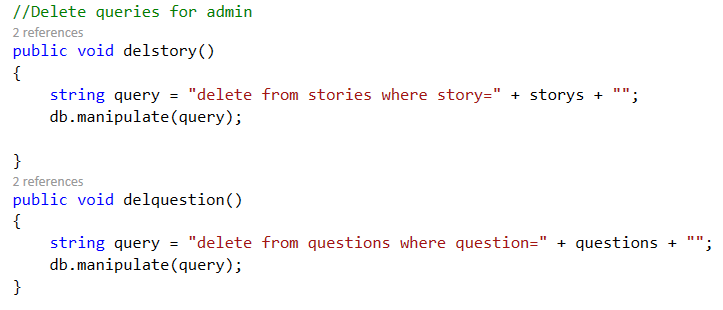 //Delete queries for admin
2 references
public void delstory()
{
    string query = "delete from stories where story=" + storys + "";
    db.manipulate(query);
}
2 references
public void delquestion()
{
    string query = "delete from questions where question=" + questions + "";
    db.manipulate(query);
}